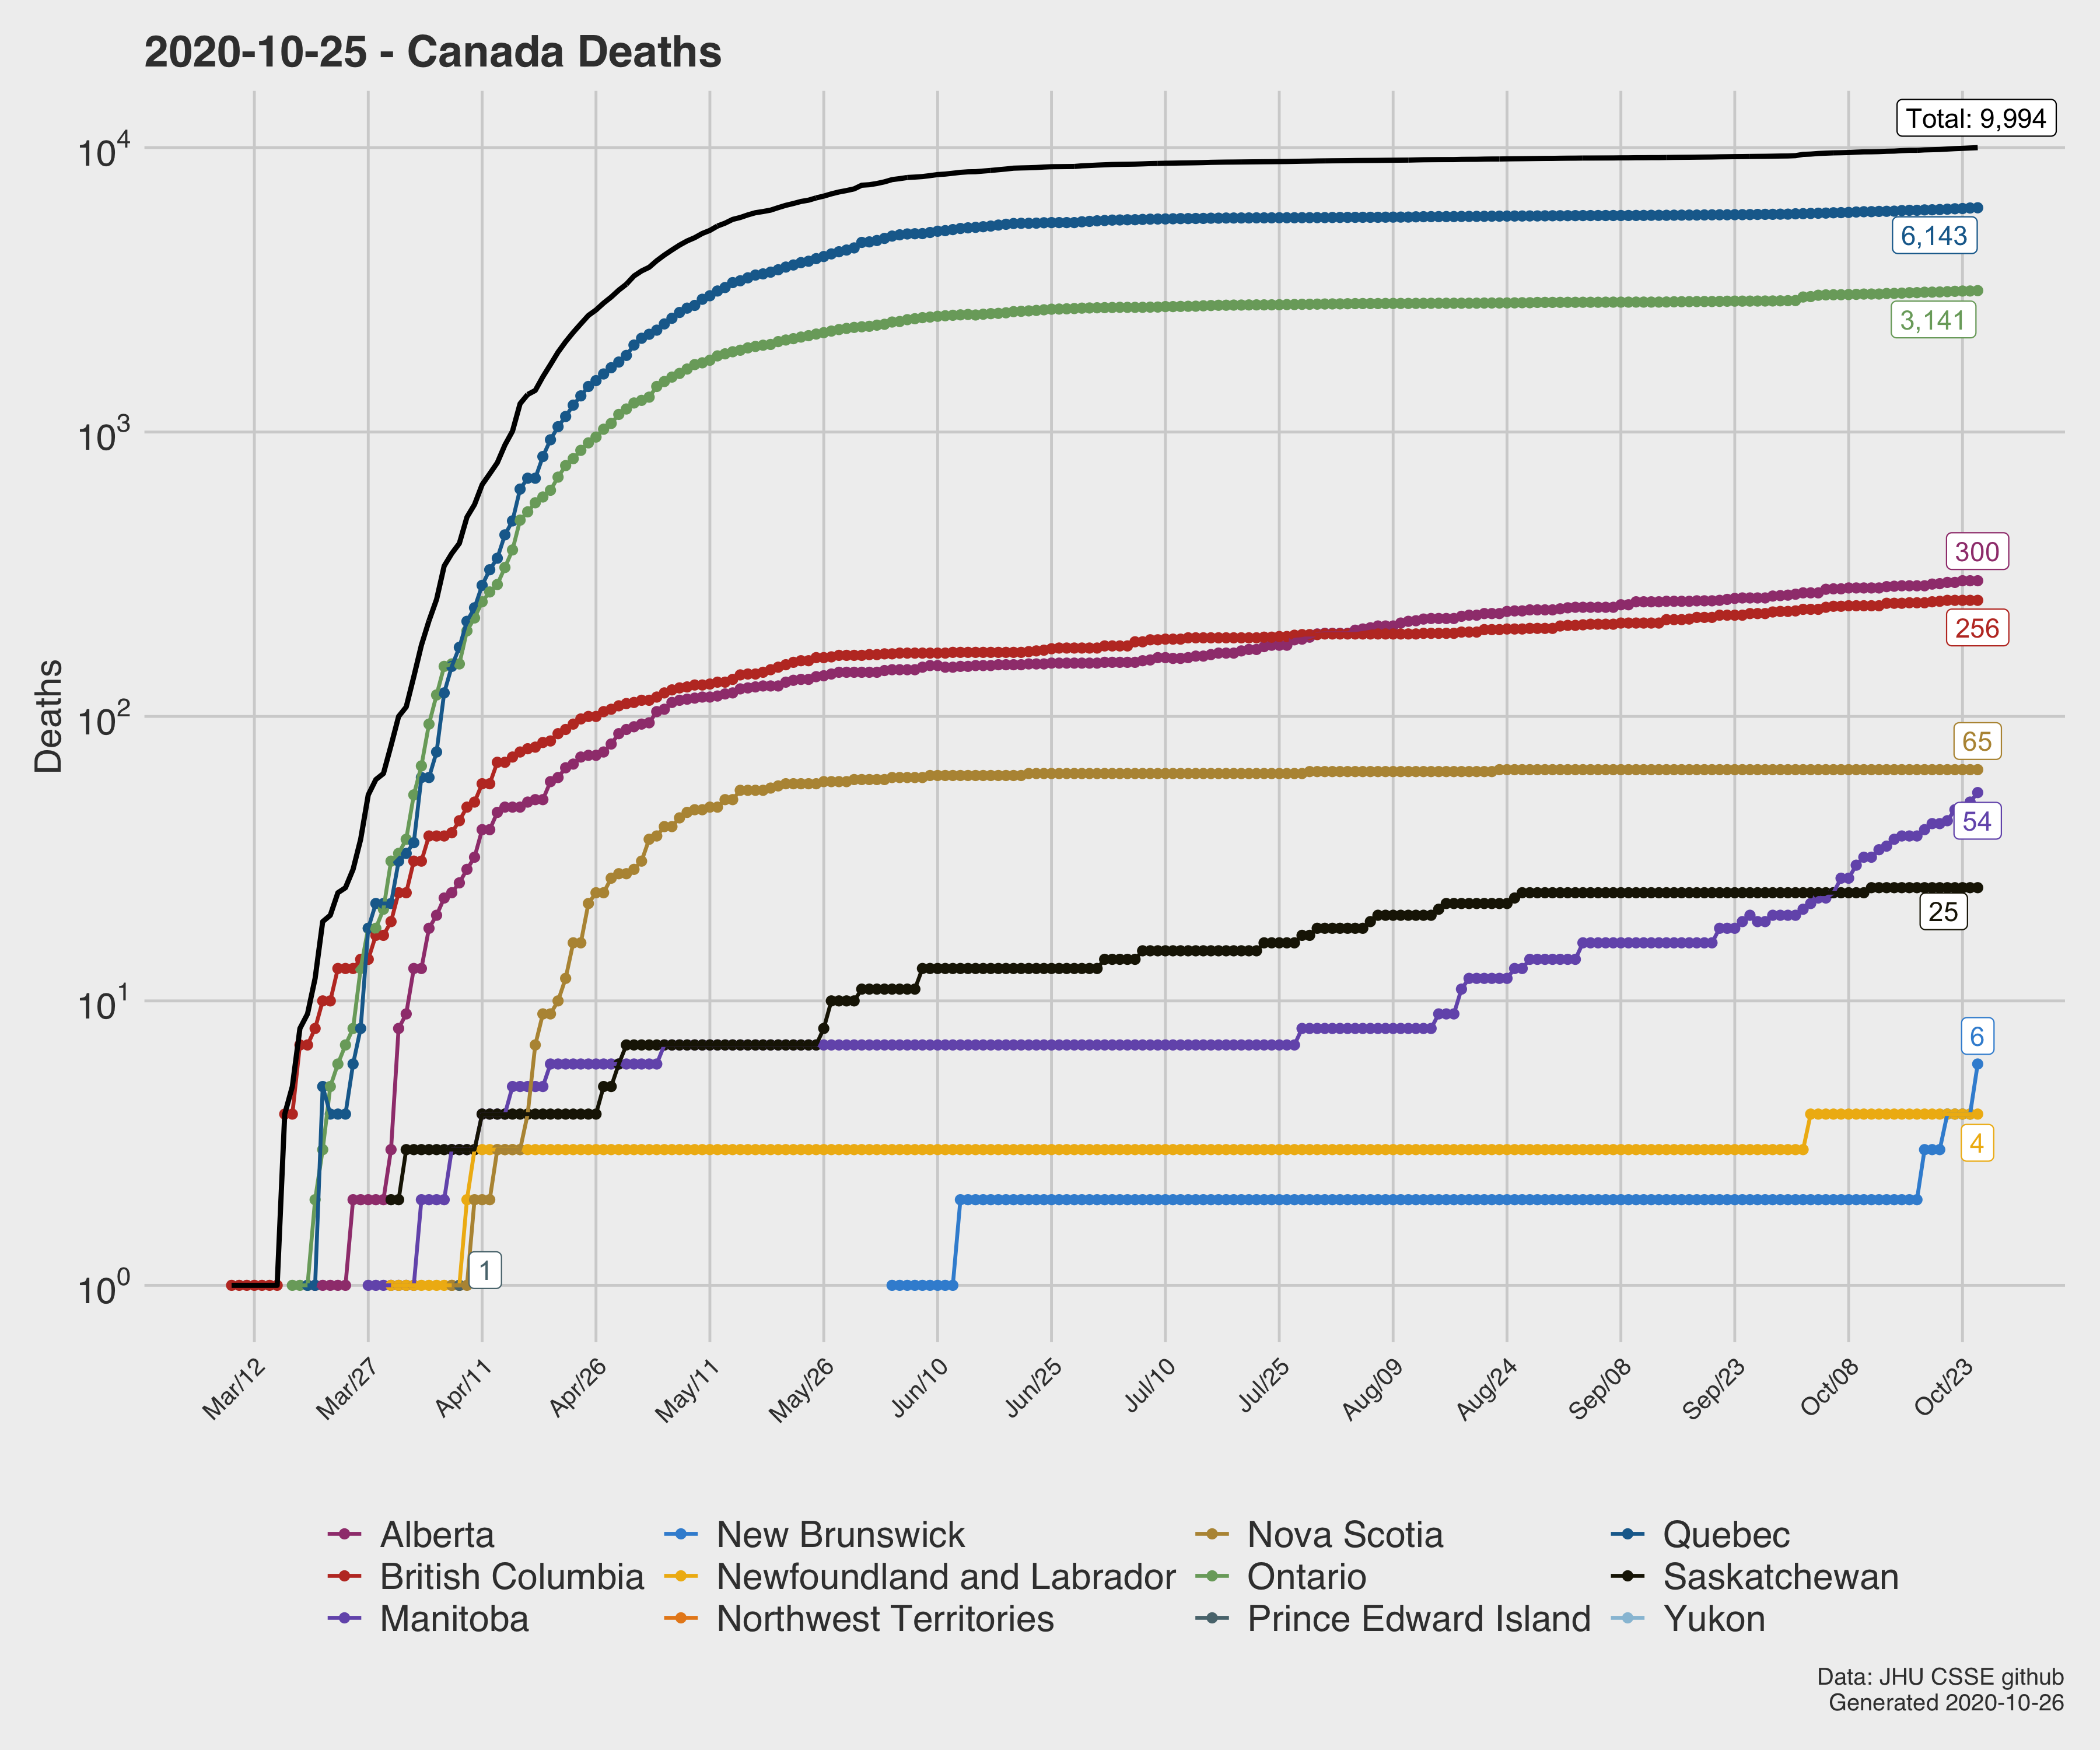 2020-10-25 - Canada Deaths
Total: 9,994
10^4
6,143
3,141
10^3
300
256
10^2
65
54
25
10^1
6
4
1
10^0
Deaths
Mar/12 Mar/27 Apr/11 Apr/26 May/11 May/26 Jun/10 Jun/25 Jul/10 Jul/25 Aug/09 Aug/24 Sep/08 Sep/23 Oct/08 Oct/23
Alberta New Brunswick Nova Scotia Quebec
British Columbia Newfoundland and Labrador Ontario Saskatchewan
Manitoba Northwest Territories Prince Edward Island Yukon
Data: JHU CSSE github
Generated 2020-10-26